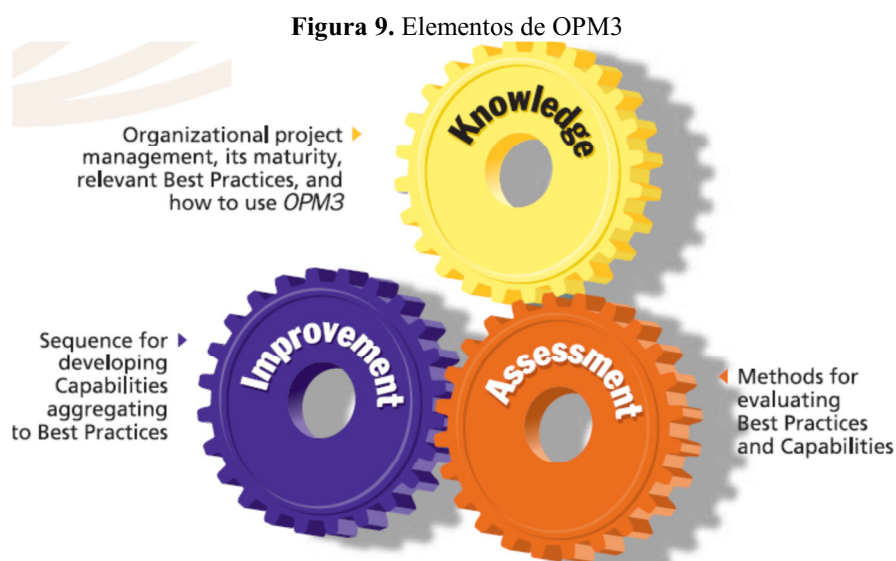 Figura 9. Elementos de OPM3
Knowledge
Organizational project
management, its maturity,
relevant Best Practices, and
how to use OPM3
Improvement
Sequence for
developing
Capabilities
aggregating
to Best Practices
Assessment
Methods for
evaluating
Best Practices
and Capabilities